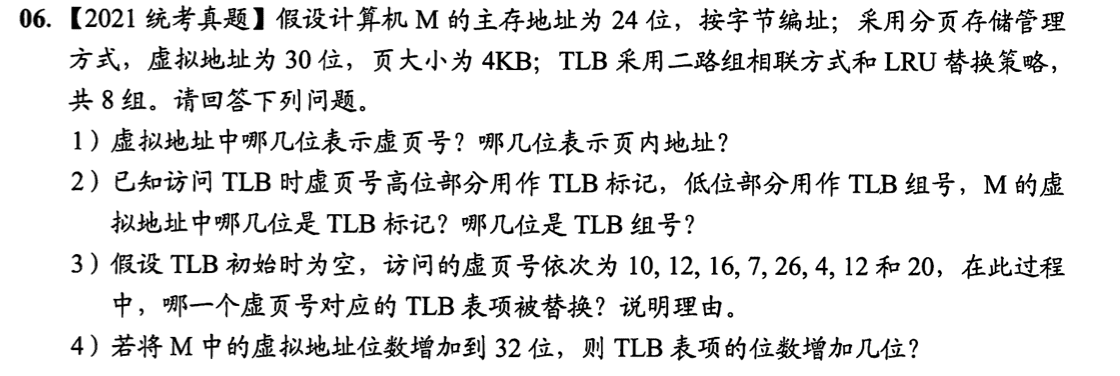 06.【2021 统考真题】假设计算机 M 的主存地址为 24 位，按字节编址；采用分页存储管理
方式，虚拟地址为 30 位，页大小为 4KB；TLB 采用二路组相联方式和 LRU 替换策略，
共 8 组。请回答下列问题。
1）虚拟地址中哪几位表示虚页号？哪几位表示页内地址？
2）已知访问 TLB 时虚页号高位部分用作 TLB 标记，低位部分用作 TLB 组号，M 的虚
拟地址中哪几位是 TLB 标记？哪几位是 TLB 组号？
3）假设 TLB 初始时为空，访问的虚页号依次为 10, 12, 16, 7, 26, 4, 12 和 20，在此过程
中，哪一个虚页号对应的 TLB 表项被替换？说明理由。
4）若将 M 中的虚拟地址位数增加到 32 位，则 TLB 表项的位数增加几位？